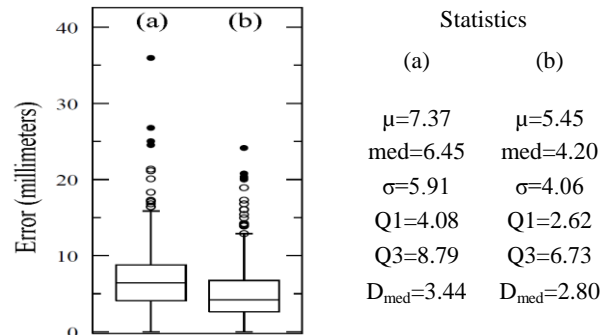 (a) (b)
40
30
20
10
0
Error (millimeters)
Statistics
(a) (b)
μ=7.37 μ=5.45
med=6.45 med=4.20
σ=5.91 σ=4.06
Q1=4.08 Q1=2.62
Q3=8.79 Q3=6.73
Dmed=3.44 Dmed=2.80